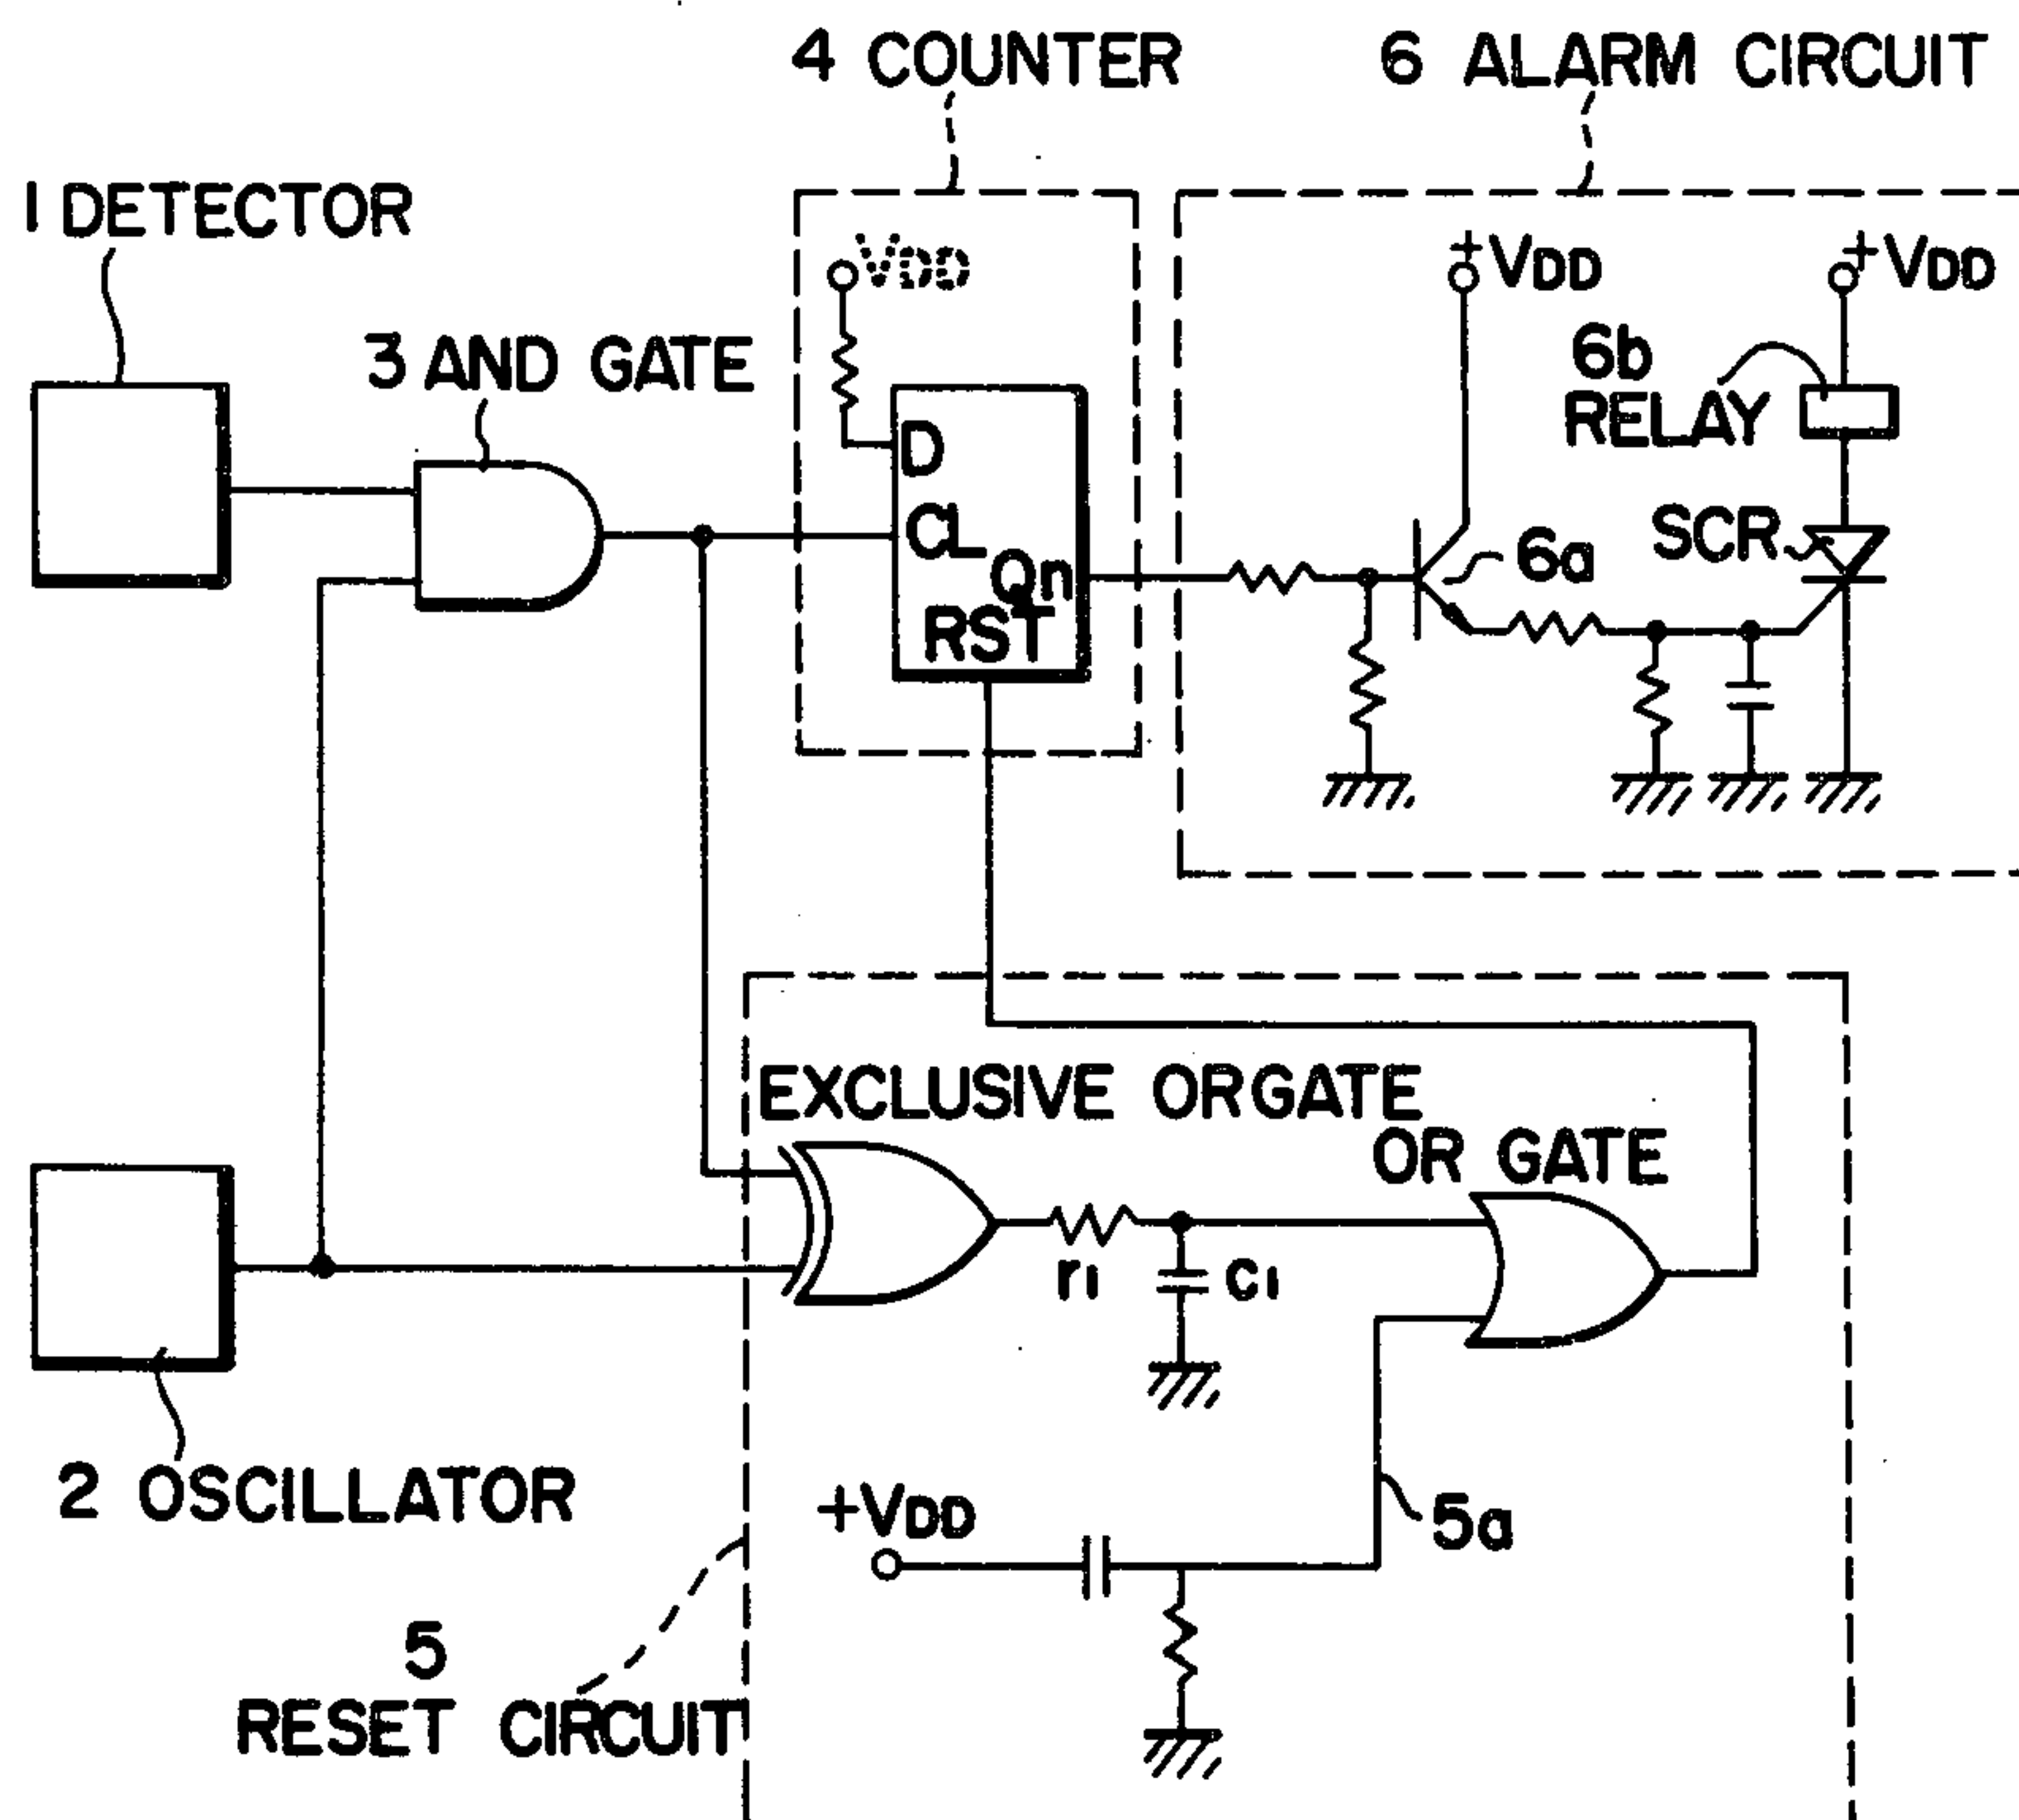 4 COUNTER
6 ALARM CIRCUIT
1 DETECTOR
VDD
+VDD
+VDD
3 AND GATE
6b
RELAY
D
CL
Qn
RST
6a
SCR
EXCLUSIVE ORGATE
OR GATE
r1
c1
2 OSCILLATOR
+VDD
5a
5
RESET CIRCUIT